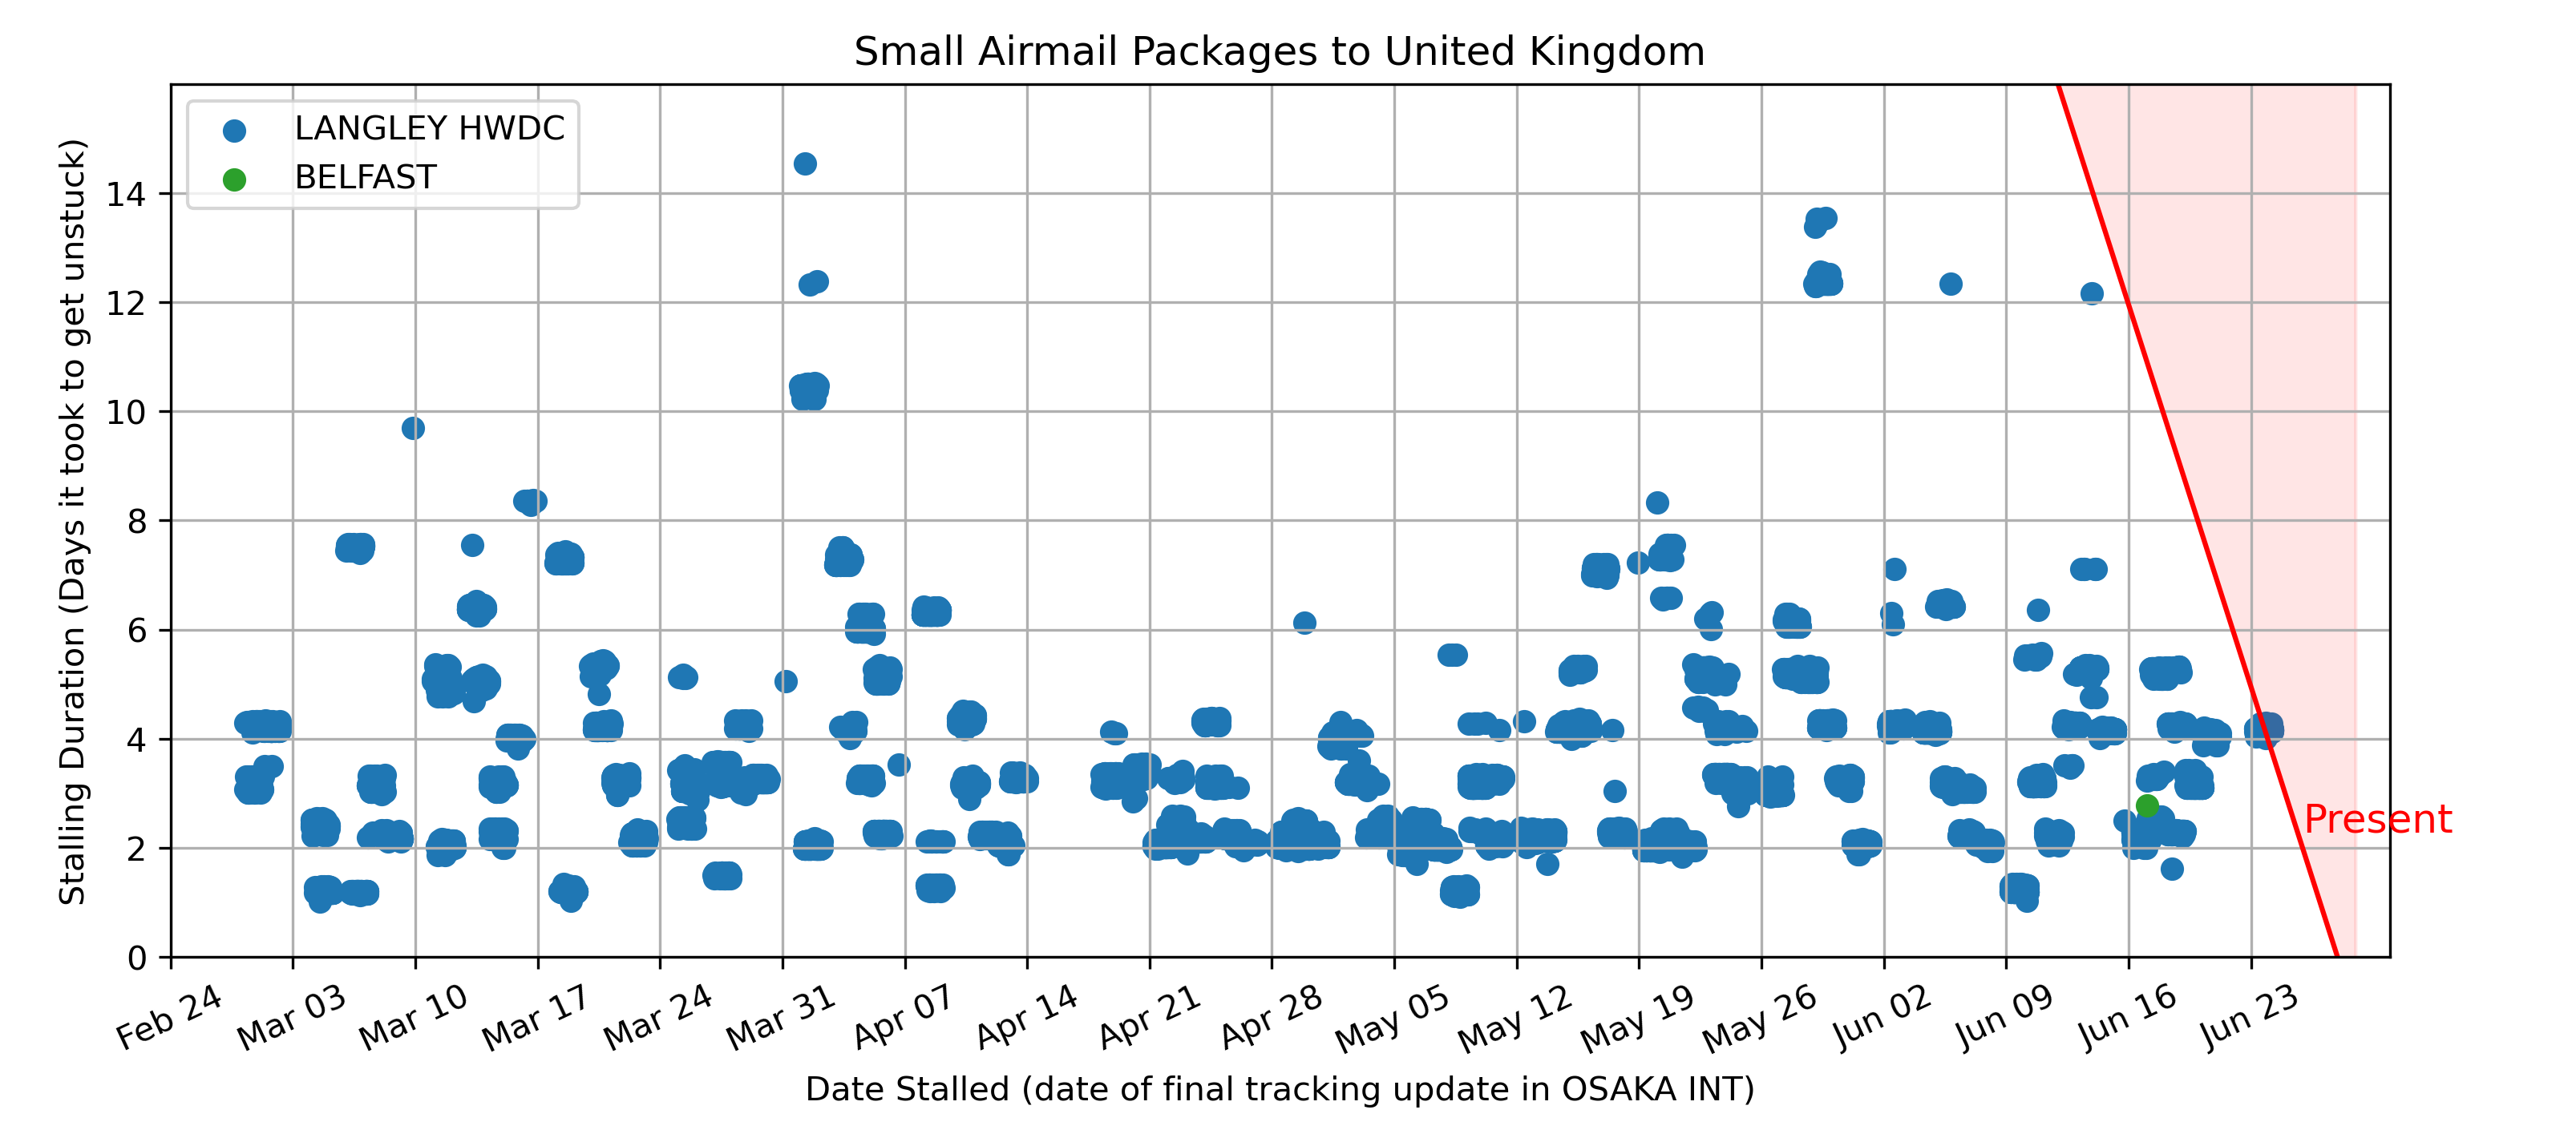 Small Airmail Packages to United Kingdom
LANGLEY HWDC
BELFAST
Stalling Duration (Days it took to get unstuck)
14
12
10
8
6
4
2
0
Present
Feb 24
Mar 03
Mar 10
Mar 17
Mar 24
Mar 31
Apr 07
Apr 14
Apr 21
Apr 28
May 05
May 12
May 19
May 26
Jun 02
Jun 09
Jun 16
Jun 23
Date Stalled (date of final tracking update in OSAKA INT)